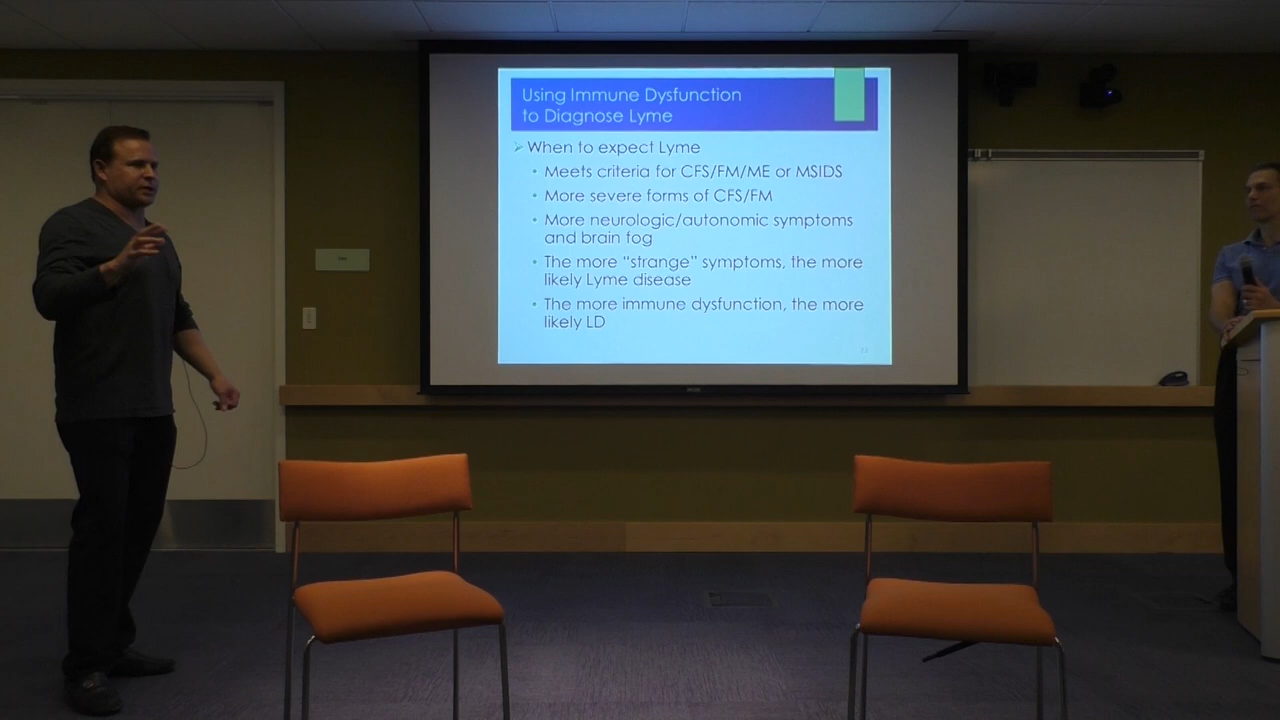 Using Immune Dysfunction
to Diagnose Lyme
When to expect Lyme
Meets criteria for CFS/FM/ME or MSIDS
More severe forms of CFS/FM
More neurologic/autonomic symptoms
and brain fog
The more “strange” symptoms, the more
likely Lyme disease
The more immune dysfunction, the more
likely LD